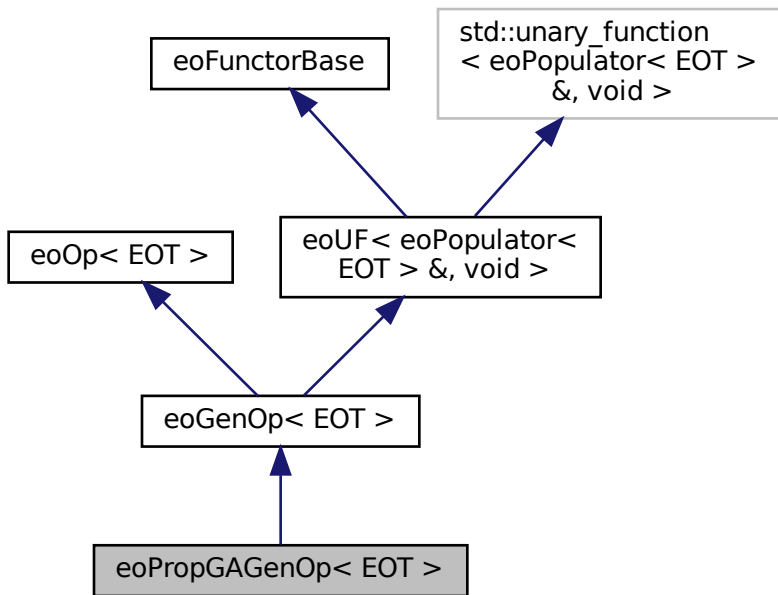 std::unary_function
< eoPopulator< EOT >
&, void >
eoFunctorBase
eoUF< eoPopulator<
EOT > &, void >
eoOp< EOT >
eoGenOp< EOT >
eoPropGAGenOp< EOT >